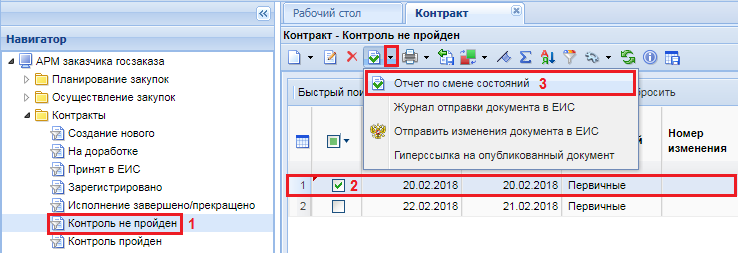 Рабочий стол
Контракт
Навигатор
Контракт - Контроль не пройден
АРМ заказчика госзаказа
Планирование закупок
Осуществление закупок
Контракты
Создание нового
На доработке
Принят в ЕИС
Зарегистрировано
Исполнение завершено/прекращено
Контроль не пройден 1
Контроль пройден
Отчет по смене состояний 3
Журнал отправки документа в ЕИС
Отправить изменения документа в ЕИС
Гиперссылка на опубликованный документ
Быстрый пои
бросить
Номер
изменения
1 2 20.02.2018 20.02.2018 Первичные
2 22.02.2018 21.02.2018 Первичные